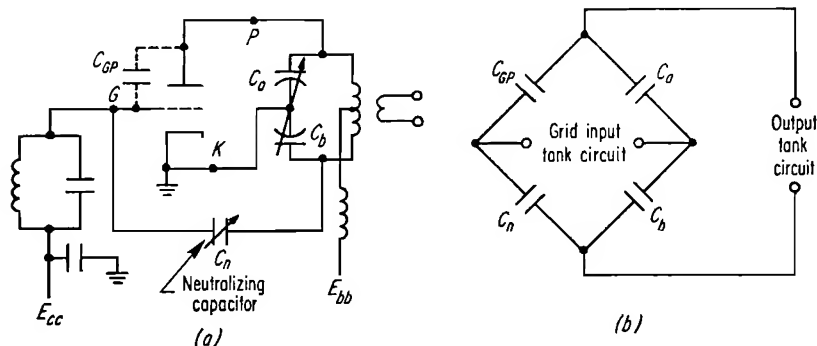 P
C_GP
G
C_a
K
C_b
C_n
Neutralizing
capacitor
E_cc
E_bb
(a)
C_GP
C_a
Grid input
tank circuit
Output
tank
circuit
C_n
C_b
(b)